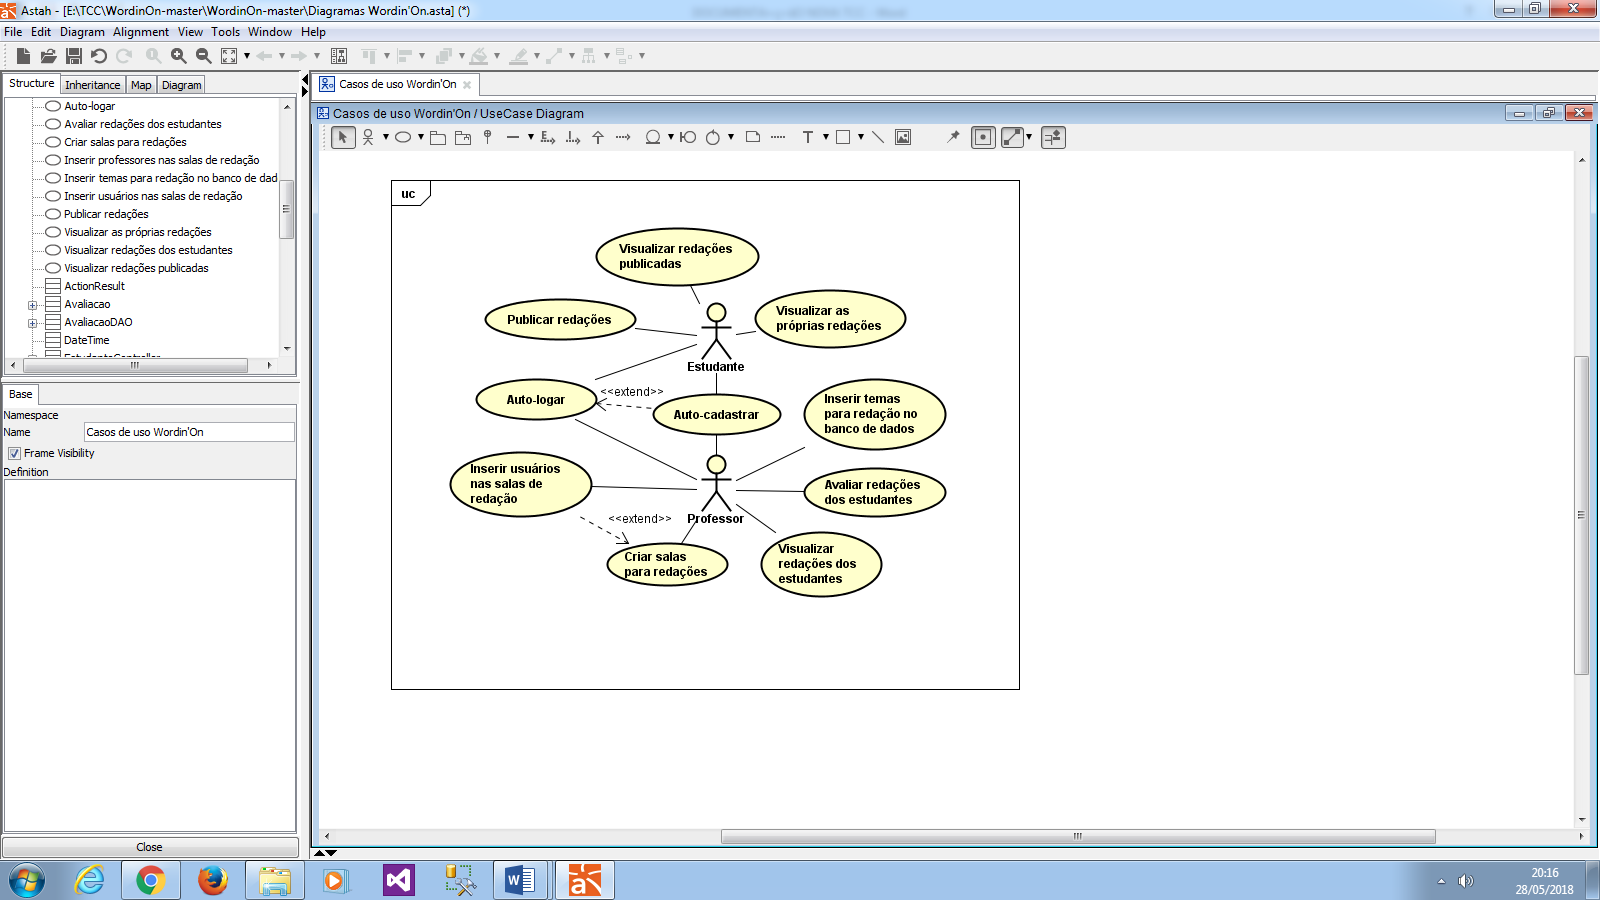 Astah - [E:\TCC\WordinOn-master\WordinOn-master\Diagramas Wordin'On.asta] (*)
File Edit Diagram Alignment View Tools Window Help
Structure Inheritance Map Diagram
Auto-logar
Avaliar redações dos estudantes
Criar salas para redações
Inserir professores nas salas de redação
Inserir temas para redação no banco de dad
Inserir usuários nas salas de redação
Publicar redações
Visualizar as próprias redações
Visualizar redações dos estudantes
Visualizar redações publicadas
ActionResult
Avaliacao
AvaliacaoDAO
DateTime
Base
Namespace
Name Casos de uso Wordin'On
Frame Visibility
Definition
Close
Casos de uso Wordin'On
Casos de uso Wordin'On / UseCase Diagram
uc
Visualizar redações
publicadas
Publicar redações
Visualizar as
próprias redações
Estudante
Auto-logar
<<extend>>
Auto-cadastrar
Inserir temas
para redação no
banco de dados
Inserir usuários
nas salas de
redação
Avaliar redações
dos estudantes
<<extend>>
Professor
Criar salas
para redações
Visualizar
redações dos
estudantes
20:16
28/05/2018